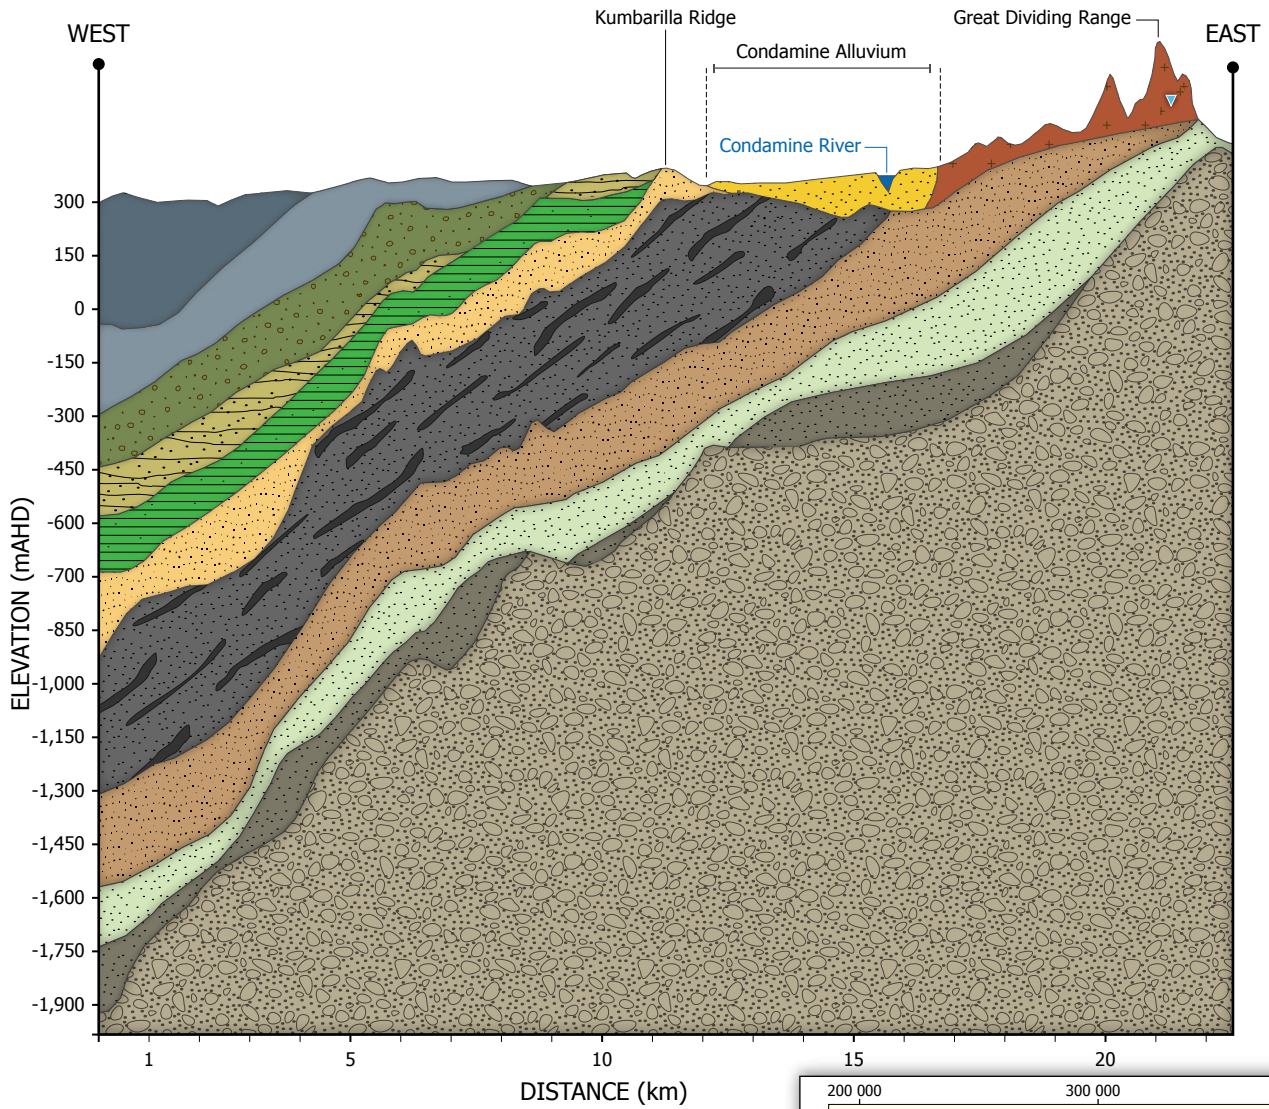 Kumbarilla Ridge
Great Dividing Range
WEST
Condamine Alluvium
EAST
Condamine River
300
150
0
-150
-300
-450
-600
-700
-850
-1,000
-1,150
-1,300
-1,450
-1,600
-1,750
-1,900
ELEVATION (mAHD)
1
5
10
15
20
DISTANCE (km)
200 000
300 000